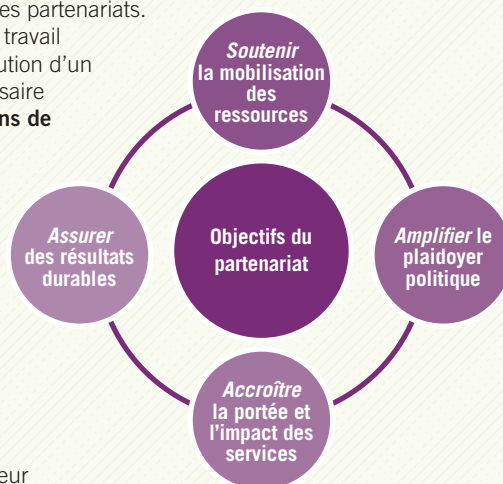 es partenariats.
travail
ution d'un
saire
ns de
Soutenir
la mobilisation
des
ressources
Assurer
des résultats
durables
Objectifs du
partenariat
Amplifier le
plaidoyer
politique
Accroître
la portée et
l'impact des
services
eur